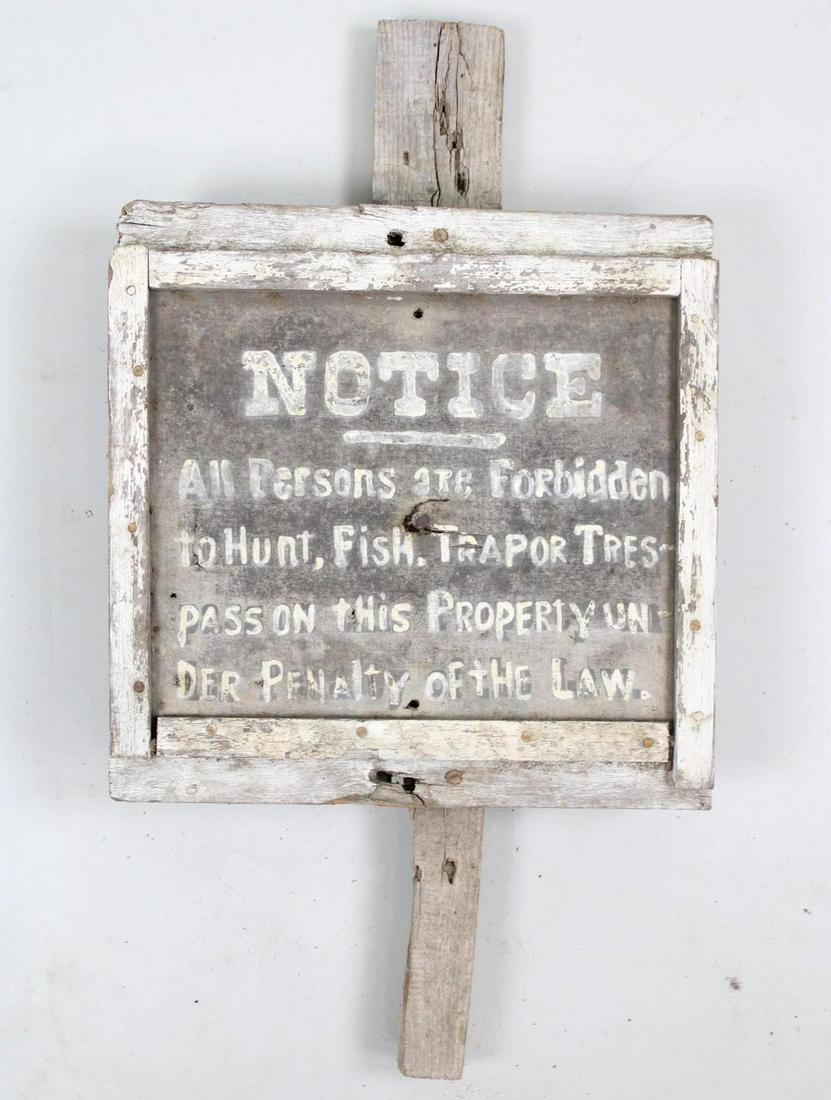 NOTICE
All Persons are Forbidden
to Hunt, Fish. TRAP OR TRES-
PASS ON tHis PROPERTY UN-
DER PENAltY OF tHE LAW.